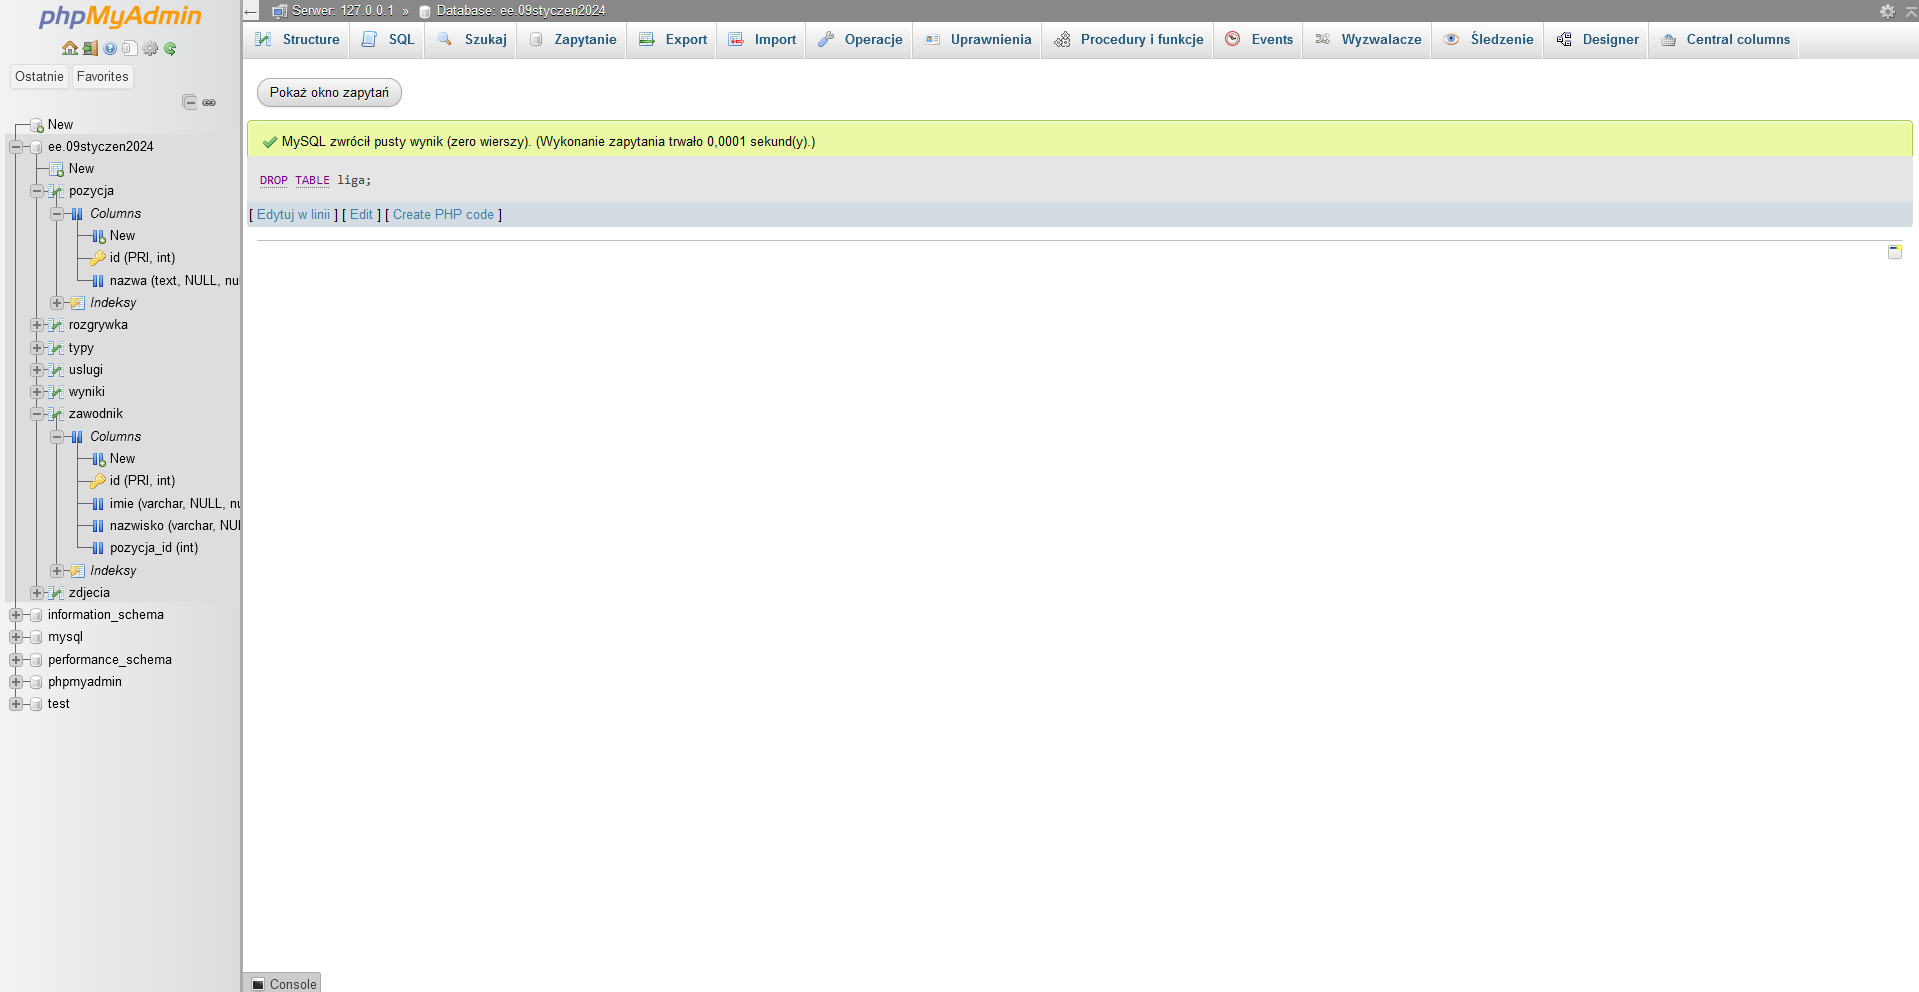 phpMyAdmin
Ostatnie Favorites
New
ee.09styczen2024
New
pozycja
Columns
New
id (PRI, int)
nazwa (text, NULL, nu
Indeksy
rozgrywka
typy
uslugi
wyniki
zawodnik
Columns
New
id (PRI, int)
imie (varchar, NULL, nu
nazwisko (varchar, NUL
pozycja_id (int)
Indeksy
zdjecia
information_schema
mysql
performance_schema
phpmyadmin
test
← Serwer: 127.0.0.1 » Database: ee.09styczen2024
Structure SQL Szukaj Zapytanie Export Import Operacje Uprawnienia Procedury i funkcje Events Wyzwalacze Śledzenie Designer Central columns
Pokaż okno zapytań
MySQL zwrócił pusty wynik (zero wierszy). (Wykonanie zapytania trwało 0,0001 sekund(y).)
DROP TABLE liga;
[ Edytuj w linii ] [ Edit ] [ Create PHP code ]
Console